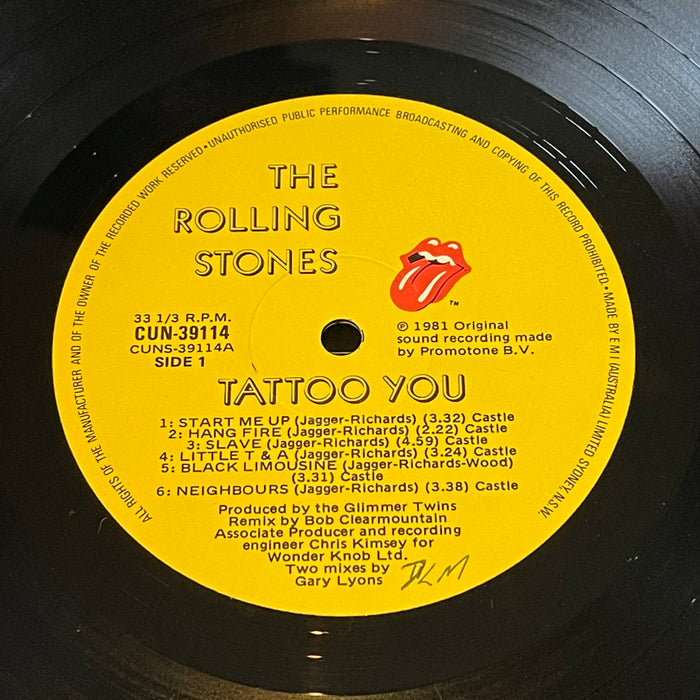 ALL RIGHTS OF THE MANUFACTURER AND OF THE OWNER OF THE RECORDED WORK RESERVED•UNAUTHORISED PUBLIC PERFORMANCE BROADCASTING AND COPYING OF THIS RECORD PROHIBITED•MADE BY E M I (AUSTRALIA) LIMITED SYDNEY N.S.W.
THE
ROLLING
STONES
TM
33 1/3 R.P.M.
CUN-39114
CUNS-39114A
SIDE 1
℗ 1981 Original
sound recording made
by Promotone B.V.
TATTOO YOU
1: START ME UP (Jagger-Richards) (3.32) Castle
2: HANG FIRE (Jagger-Richards) (2.22) Castle
3: SLAVE (Jagger-Richards) (4.59) Castle
4: LITTLE T & A (Jagger-Richards) (3.24) Castle
5: BLACK LIMOUSINE (Jagger-Richards-Wood)
(3.31) Castle
6: NEIGHBOURS (Jagger-Richards) (3.38) Castle
Produced by the Glimmer Twins
Remix by Bob Clearmountain
Associate Producer and recording
engineer Chris Kimsey for
Wonder Knob Ltd.
Two mixes by
Gary Lyons